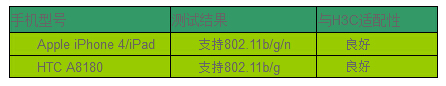 手机型号 测试结果 与H3C适配性
Apple iPhone 4/iPad 支持802.11b/g/n 良好
HTC A8180 支持802.11b/g 良好